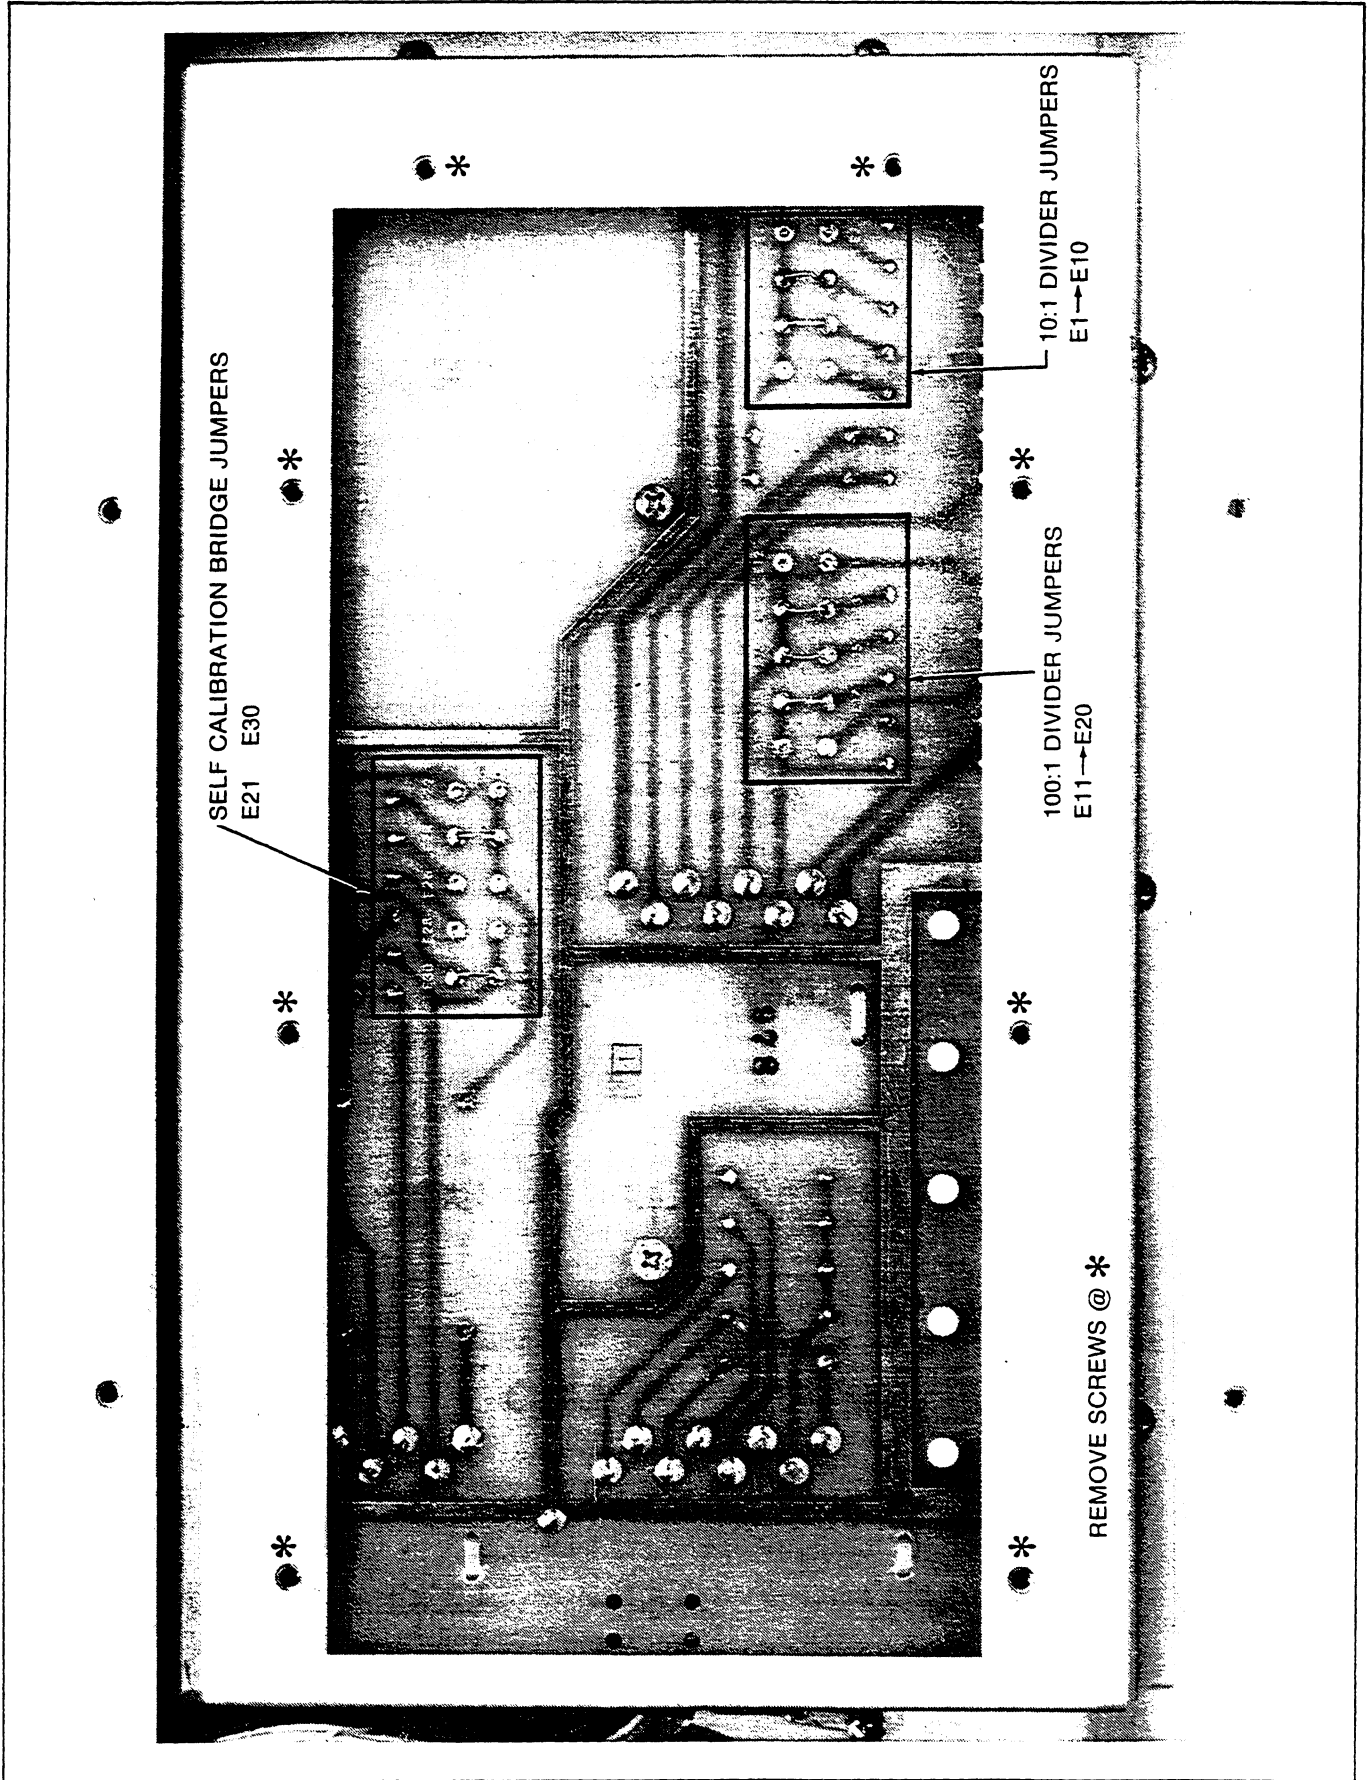 SELF CALIBRATION BRIDGE JUMPERS
E21 E30
10:1 DIVIDER JUMPERS
E1→E10
100:1 DIVIDER JUMPERS
E11→E20
REMOVE SCREWS @ *